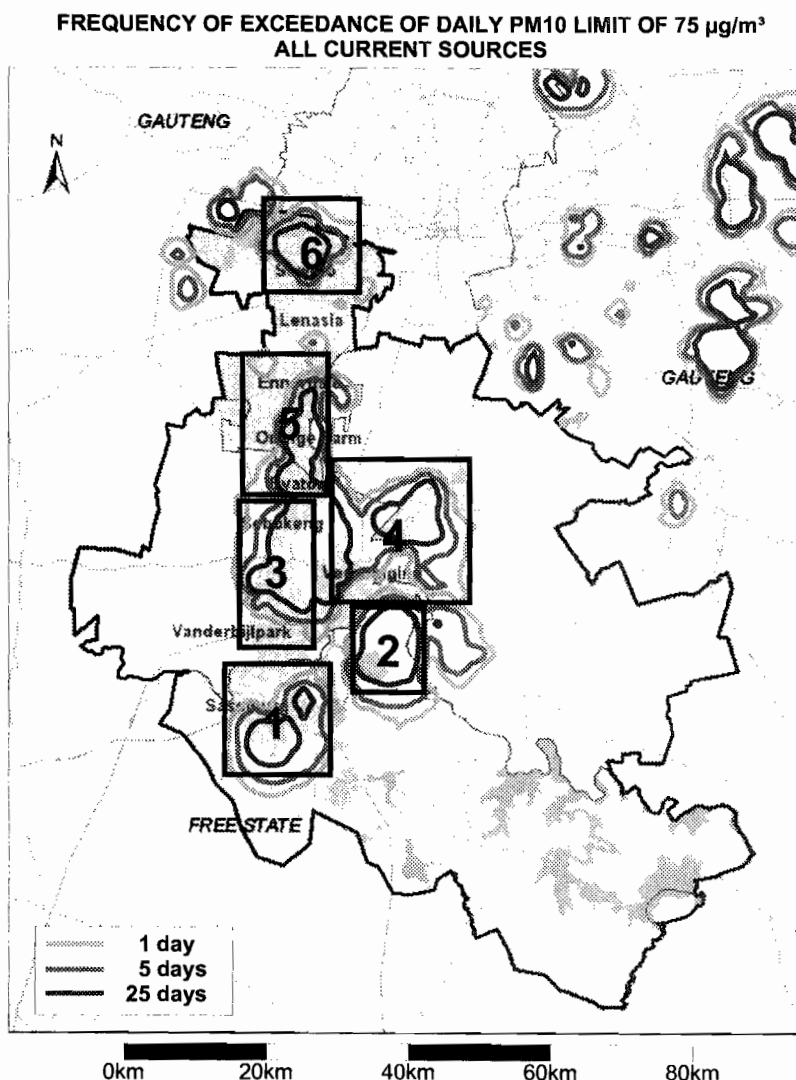 FREQUENCY OF EXCEEDANCE OF DAILY PM10 LIMIT OF 75 µg/m³
ALL CURRENT SOURCES
GAUTENG
N
6
Lenasia
GAUTENG
5
4
3
Vanderbijlpark
2
1
FREE STATE
1 day
5 days
25 days
0km 20km 40km 60km 80km